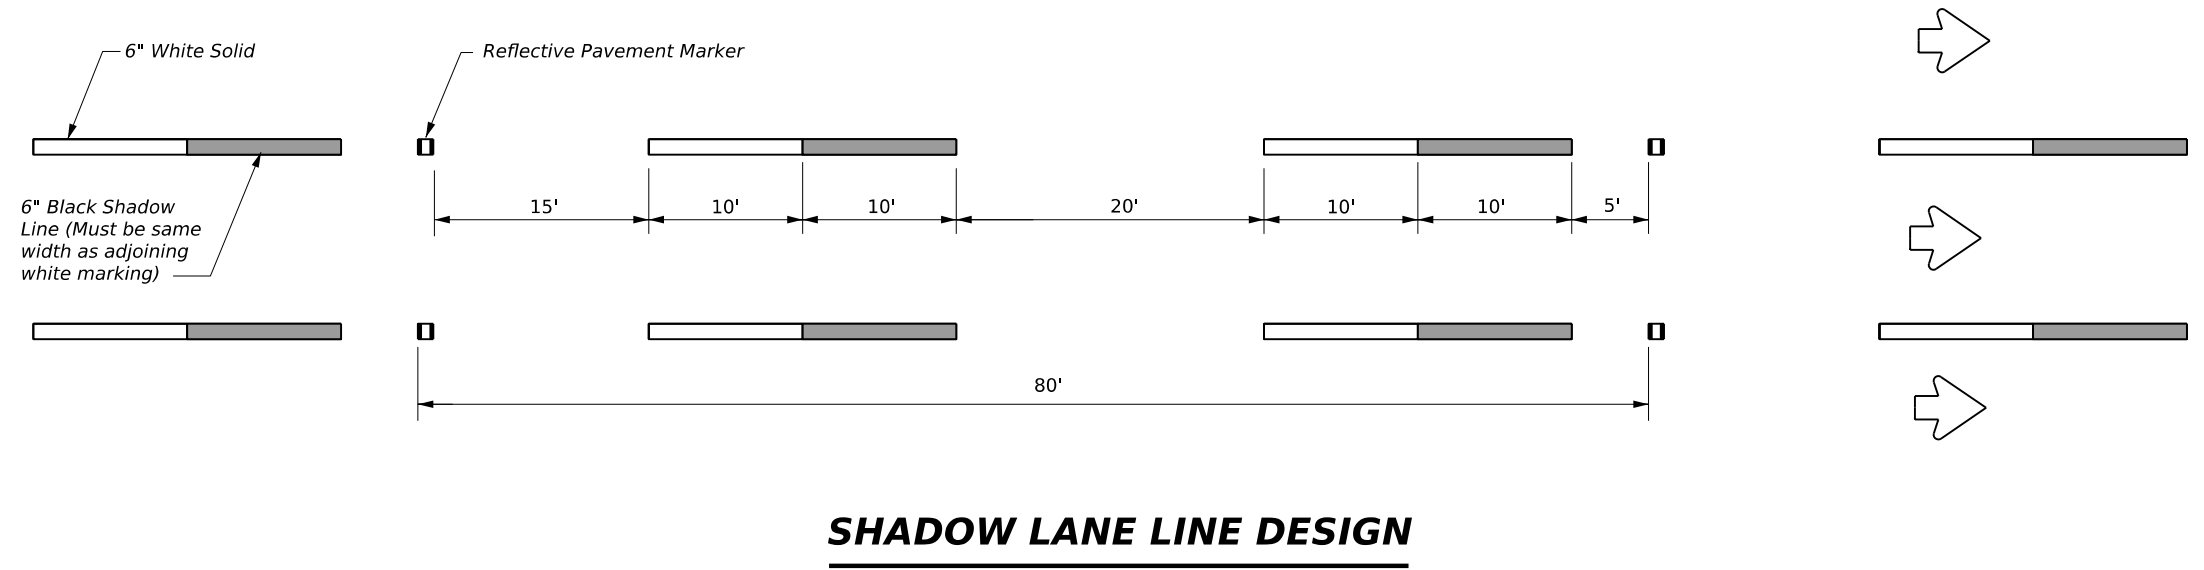 6" White Solid
Reflective Pavement Marker
6" Black Shadow
Line (Must be same
width as adjoining
white marking)
15'
10'
10'
20'
10'
10'
5'
80'
SHADOW LANE LINE DESIGN